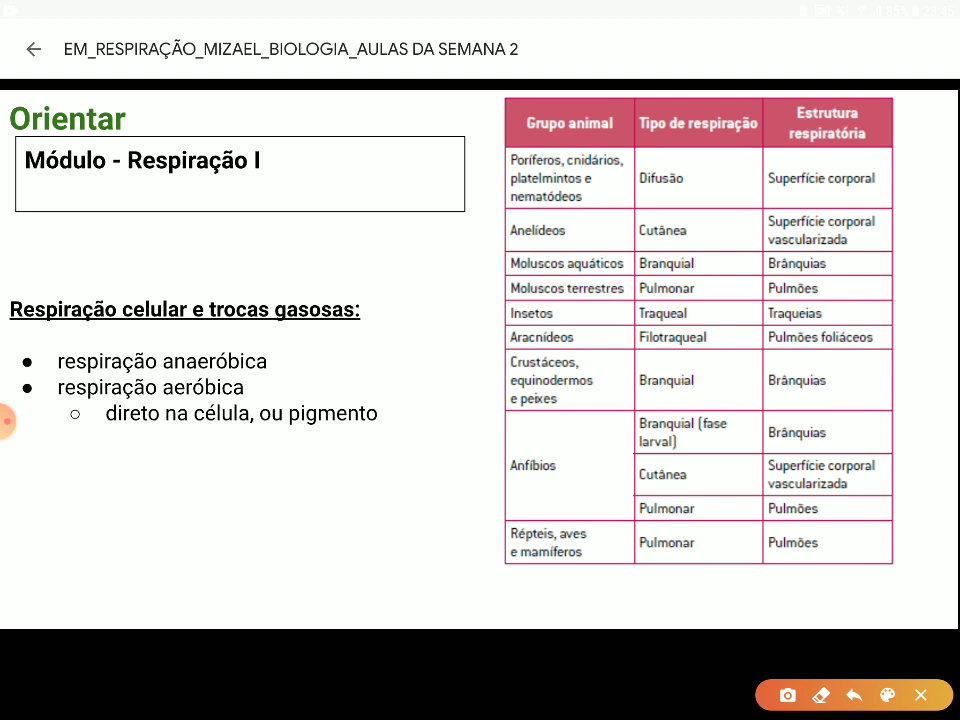 EM_RESPIRAÇÃO_MIZAEL_BIOLOGIA_AULAS DA SEMANA 2
Orientar
Módulo - Respiração I
Respiração celular e trocas gasosas:
● respiração anaeróbica
● respiração aeróbica
○ direto na célula, ou pigmento
Grupo animal Tipo de respiração Estrutura respiratória
Poríferos, cnidários,
platelmintos e
nematódeos
Difusão
Superfície corporal
Anelídeos
Cutânea
Superfície corporal
vascularizada
Moluscos aquáticos Branquial Brânquias
Moluscos terrestres Pulmonar Pulmões
Insetos Traqueal Traqueias
Aracnídeos Filotraqueal Pulmões foliáceos
Crustáceos,
equinodermos
e peixes
Branquial
Brânquias
Anfíbios
Branquial (fase
larval)
Brânquias
Cutânea
Superfície corporal
vascularizada
Pulmonar Pulmões
Répteis, aves
e mamíferos
Pulmonar
Pulmões